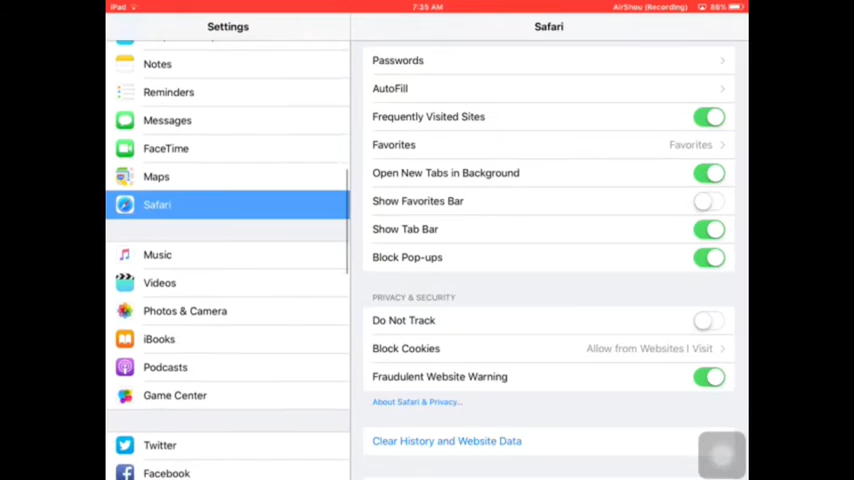 iPad
7:35 AM
AirShou (Recording)
86%
Settings
Safari
Notes
Reminders
Messages
FaceTime
Maps
Safari
Music
Videos
Photos & Camera
iBooks
Podcasts
Game Center
Twitter
Facebook
Passwords
AutoFill
Frequently Visited Sites
Favorites
Favorites
Open New Tabs in Background
Show Favorites Bar
Show Tab Bar
Block Pop-ups
PRIVACY & SECURITY
Do Not Track
Block Cookies
Allow from Websites I Visit
Fraudulent Website Warning
About Safari & Privacy...
Clear History and Website Data